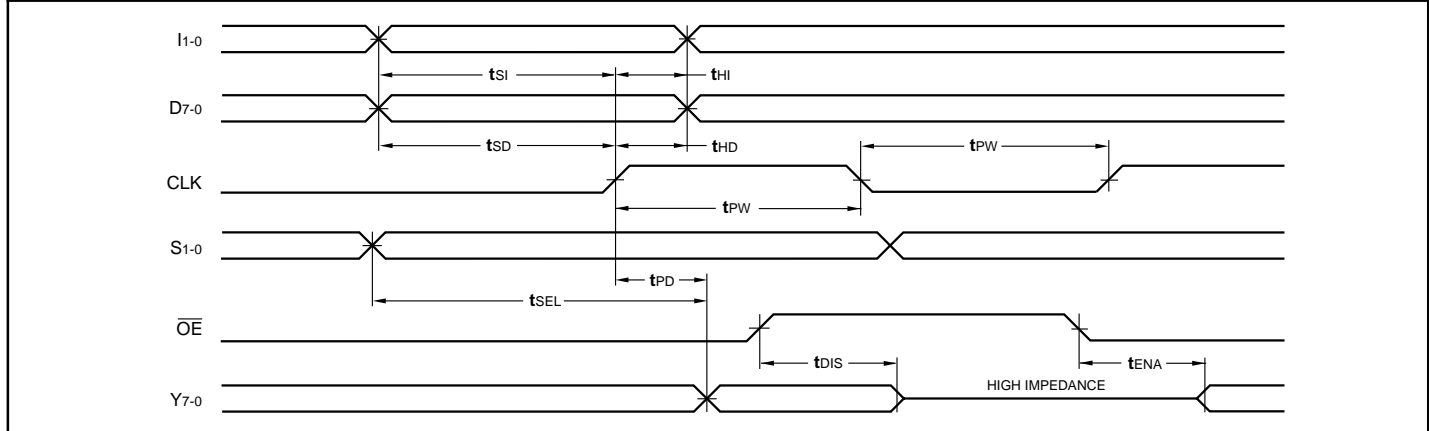 I1-0
tSI
tHI
D7-0
tSD
tHD
tPW
CLK
tPW
S1-0
tPD
tSEL
OE
tDIS
tENA
HIGH IMPEDANCE
Y7-0